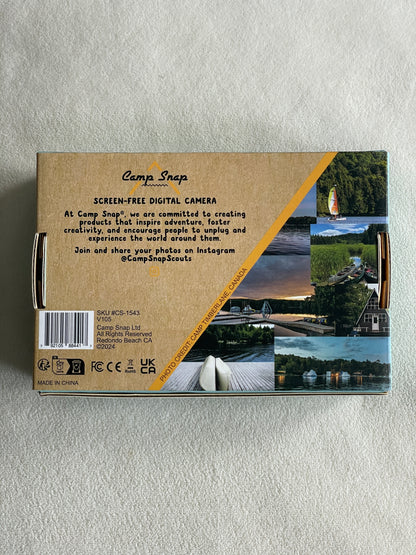 Camp Snap
SCREEN-FREE DIGITAL CAMERA
At Camp Snap®, we are committed to creating
products that inspire adventure, foster
creativity, and encourage people to unplug and
experience the world around them.
Join and share your photos on Instagram
@CampSnapScouts
SKU #CS-1543
V105
Camp Snap Ltd
All Rights Reserved
Redondo Beach CA
©2024
MADE IN CHINA
FC CE UK CA
PHOTO CREDIT: CAMP TIMBERLANE, CANADA